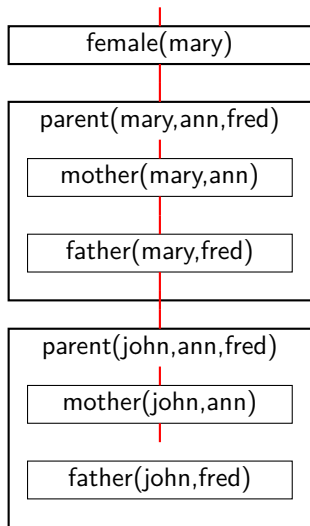 female(mary)
parent(mary,ann,fred)
mother(mary,ann)
father(mary,fred)
parent(john,ann,fred)
mother(john,ann)
father(john,fred)